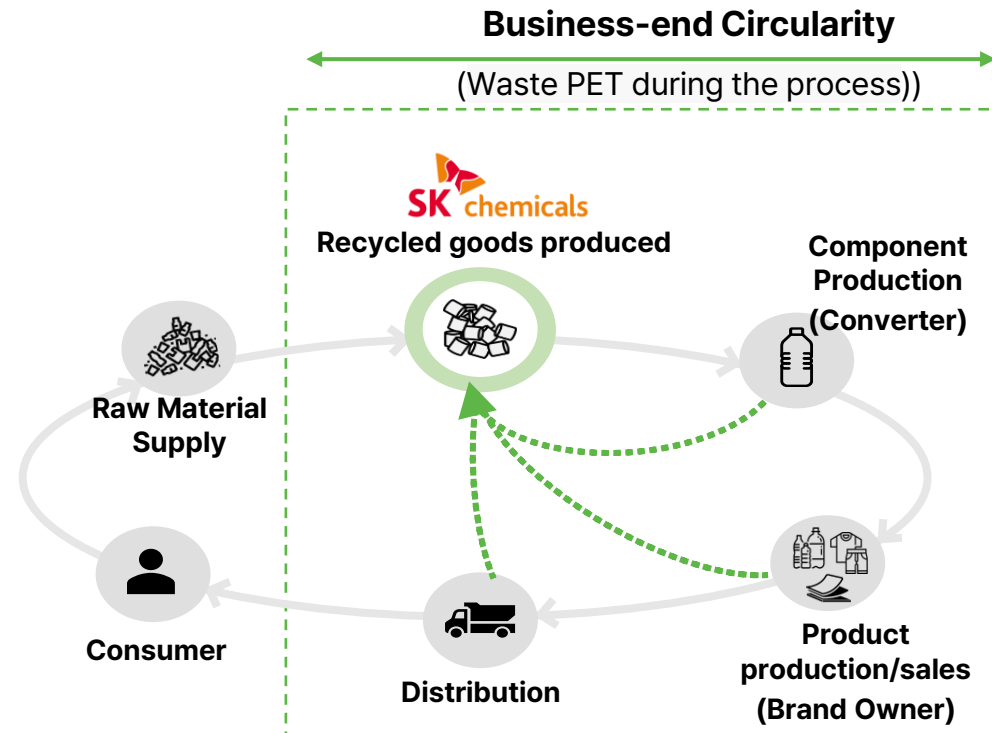 Business-end Circularity
(Waste PET during the process))
SK chemicals
Recycled goods produced
Component
Production
(Converter)
Raw Material
Supply
Consumer
Distribution
Product
production/sales
(Brand Owner)